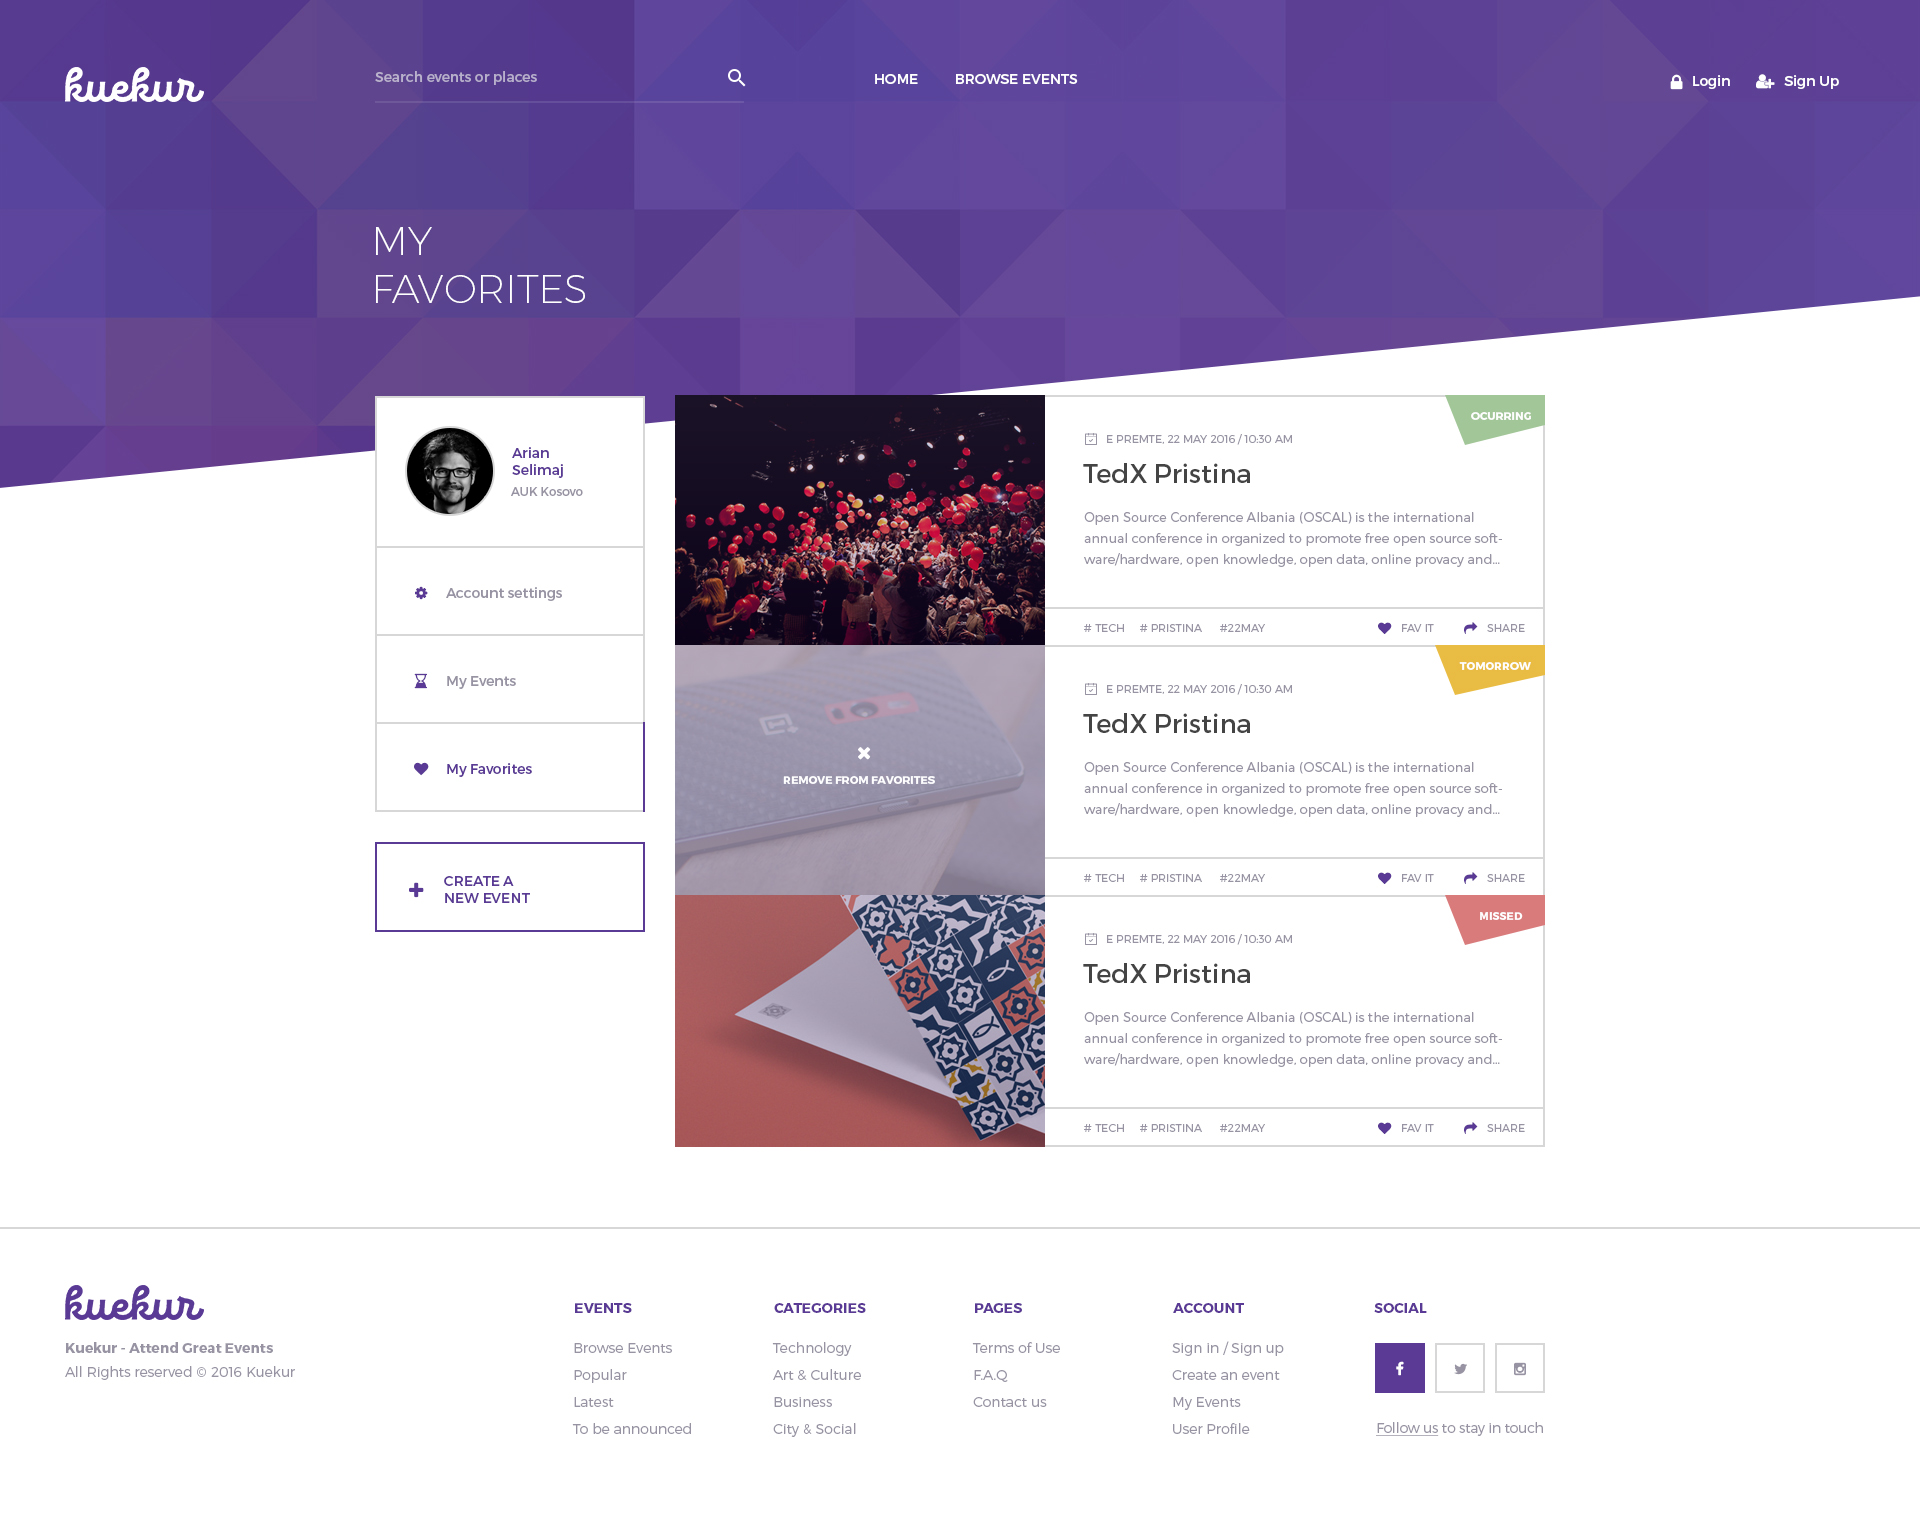 kuekur
Search events or places
HOME
BROWSE EVENTS
Login
Sign Up
MY
FAVORITES
Arian
Selimaj
AUK Kosovo
Account settings
My Events
My Favorites
CREATE A
NEW EVENT
OCURRING
E PREMTE, 22 MAY 2016 / 10:30 AM
TedX Pristina
Open Source Conference Albania (OSCAL) is the international
annual conference in organized to promote free open source soft-
ware/hardware, open knowledge, open data, online provacy and...
# TECH
# PRISTINA
#22MAY
FAV IT
SHARE
REMOVE FROM FAVORITES
TOMORROW
E PREMTE, 22 MAY 2016 / 10:30 AM
TedX Pristina
Open Source Conference Albania (OSCAL) is the international
annual conference in organized to promote free open source soft-
ware/hardware, open knowledge, open data, online provacy and...
# TECH
# PRISTINA
#22MAY
FAV IT
SHARE
MISSED
E PREMTE, 22 MAY 2016 / 10:30 AM
TedX Pristina
Open Source Conference Albania (OSCAL) is the international
annual conference in organized to promote free open source soft-
ware/hardware, open knowledge, open data, online provacy and...
# TECH
# PRISTINA
#22MAY
FAV IT
SHARE
kuekur
Kuekur - Attend Great Events
All Rights reserved © 2016 Kuekur
EVENTS
Browse Events
Popular
Latest
To be announced
CATEGORIES
Technology
Art & Culture
Business
City & Social
PAGES
Terms of Use
F.A.Q
Contact us
ACCOUNT
Sign in / Sign up
Create an event
My Events
User Profile
SOCIAL
Follow us to stay in touch